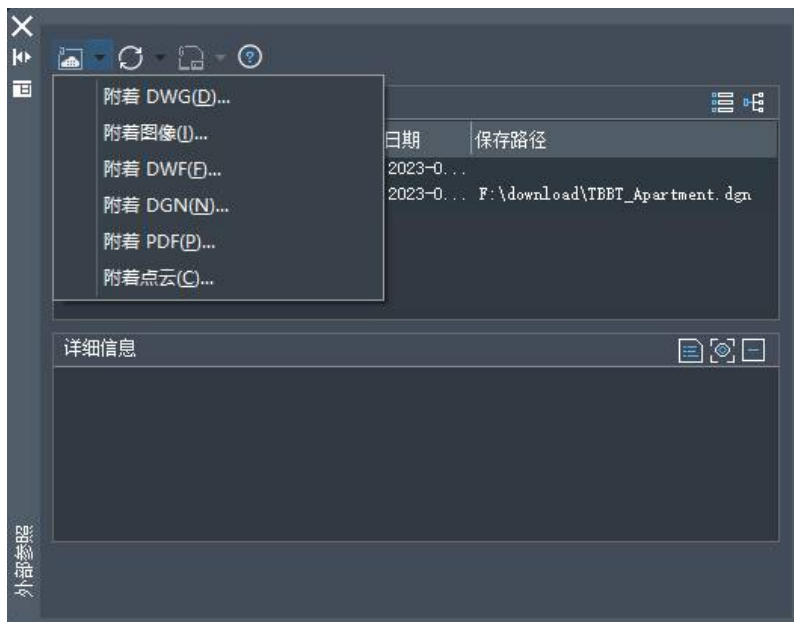 附着 DWG(D)...
附着图像(I)...
附着 DWF(F)...
附着 DGN(N)...
附着 PDF(P)...
附着点云(C)...
日期 保存路径
2023-0...
2023-0... F:\download\TBBT_Apartment.dgn
详细信息
外部参照